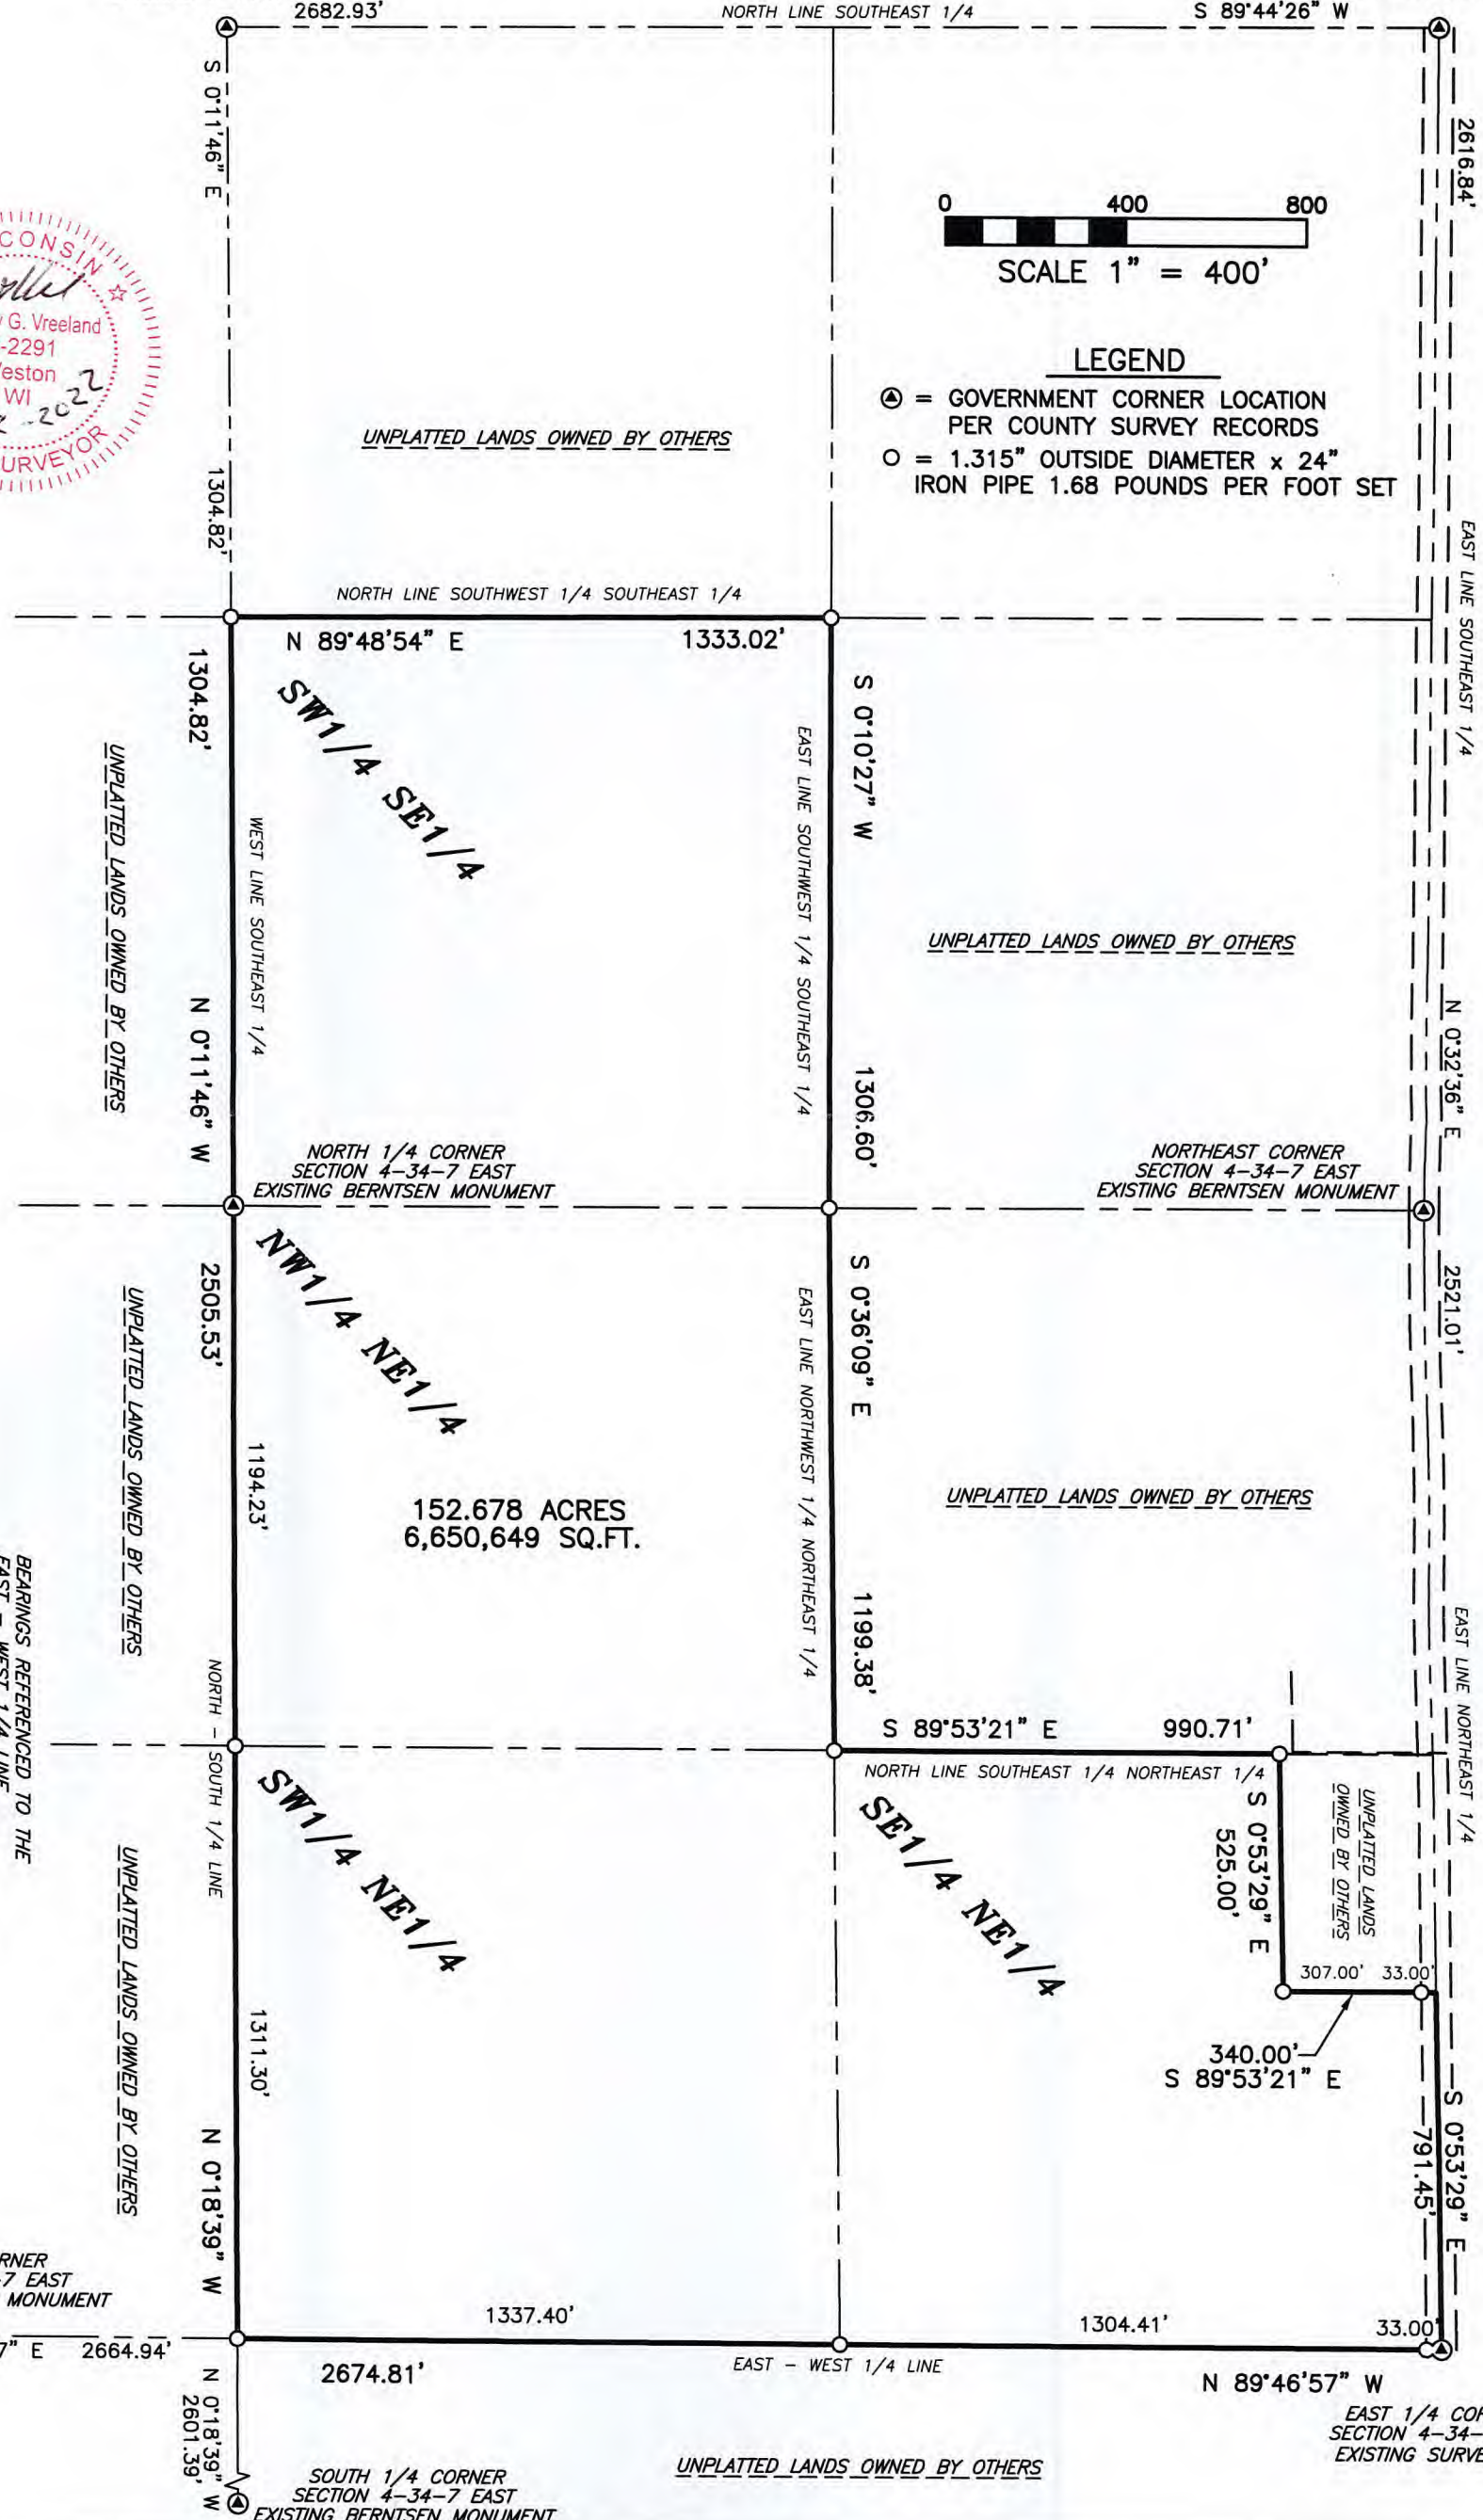 2682.93'
NORTH LINE SOUTHEAST 1/4
S 89°44'26" W
S 0°11'46" E
2616.84'
0 400 800
SCALE 1" = 400'
CONSIN
G. Vreeland
-2291
WI
2022
URVEYOR
LEGEND
= GOVERNMENT CORNER LOCATION
PER COUNTY SURVEY RECORDS
O = 1.315" OUTSIDE DIAMETER x 24"
IRON PIPE 1.68 POUNDS PER FOOT SET
UNPLATTED LANDS OWNED BY OTHERS
1304.82'
EAST LINE SOUTHEAST 1/4
NORTH LINE SOUTHWEST 1/4 SOUTHEAST 1/4
N 89°48'54" E 1333.02'
1304.82'
SW1/4 SE1/4
S 0°10'27" W
EAST LINE SOUTHWEST 1/4 SOUTHEAST 1/4
UNPLATTED LANDS OWNED BY OTHERS
WEST LINE SOUTHEAST 1/4
UNPLATTED LANDS OWNED BY OTHERS
N 0°11'46" W
1306.60'
N 0°32'36" E
NORTH 1/4 CORNER
SECTION 4-34-7 EAST
EXISTING BERNTSEN MONUMENT
NORTHEAST CORNER
SECTION 4-34-7 EAST
EXISTING BERNTSEN MONUMENT
NW1/4 NE1/4
2505.53'
S 0°36'09" E
2521.01'
UNPLATTED LANDS OWNED BY OTHERS
EAST LINE NORTHWEST 1/4 NORTHEAST 1/4
1194.23'
152.678 ACRES
6,650,649 SQ.FT.
UNPLATTED LANDS OWNED BY OTHERS
BEARINGS REFERENCED TO THE
EAST - WEST 1/4 LINE
1199.38'
EAST LINE NORTHEAST 1/4
NORTH - SOUTH 1/4 LINE
S 89°53'21" E 990.71'
NORTH LINE SOUTHEAST 1/4 NORTHEAST 1/4
SW1/4 NE1/4
SE1/4 NE1/4
S 0°53'29" E
525.00'
UNPLATTED LANDS
OWNED BY OTHERS
UNPLATTED LANDS OWNED BY OTHERS
307.00' 33.00'
1311.30'
340.00'
S 89°53'21" E
N 0°18'39" W
S 0°53'29" E
791.45'
RNER
-7 EAST
MONUMENT
1337.40'
1304.41'
33.00'
7" E 2664.94'
2674.81'
EAST - WEST 1/4 LINE
N 89°46'57" W
N 0°18'39" W
2601.39'
EAST 1/4 COR
SECTION 4-34-
EXISTING SURVE
UNPLATTED LANDS OWNED BY OTHERS
SOUTH 1/4 CORNER
SECTION 4-34-7 EAST
EXISTING BERNTSEN MONUMENT